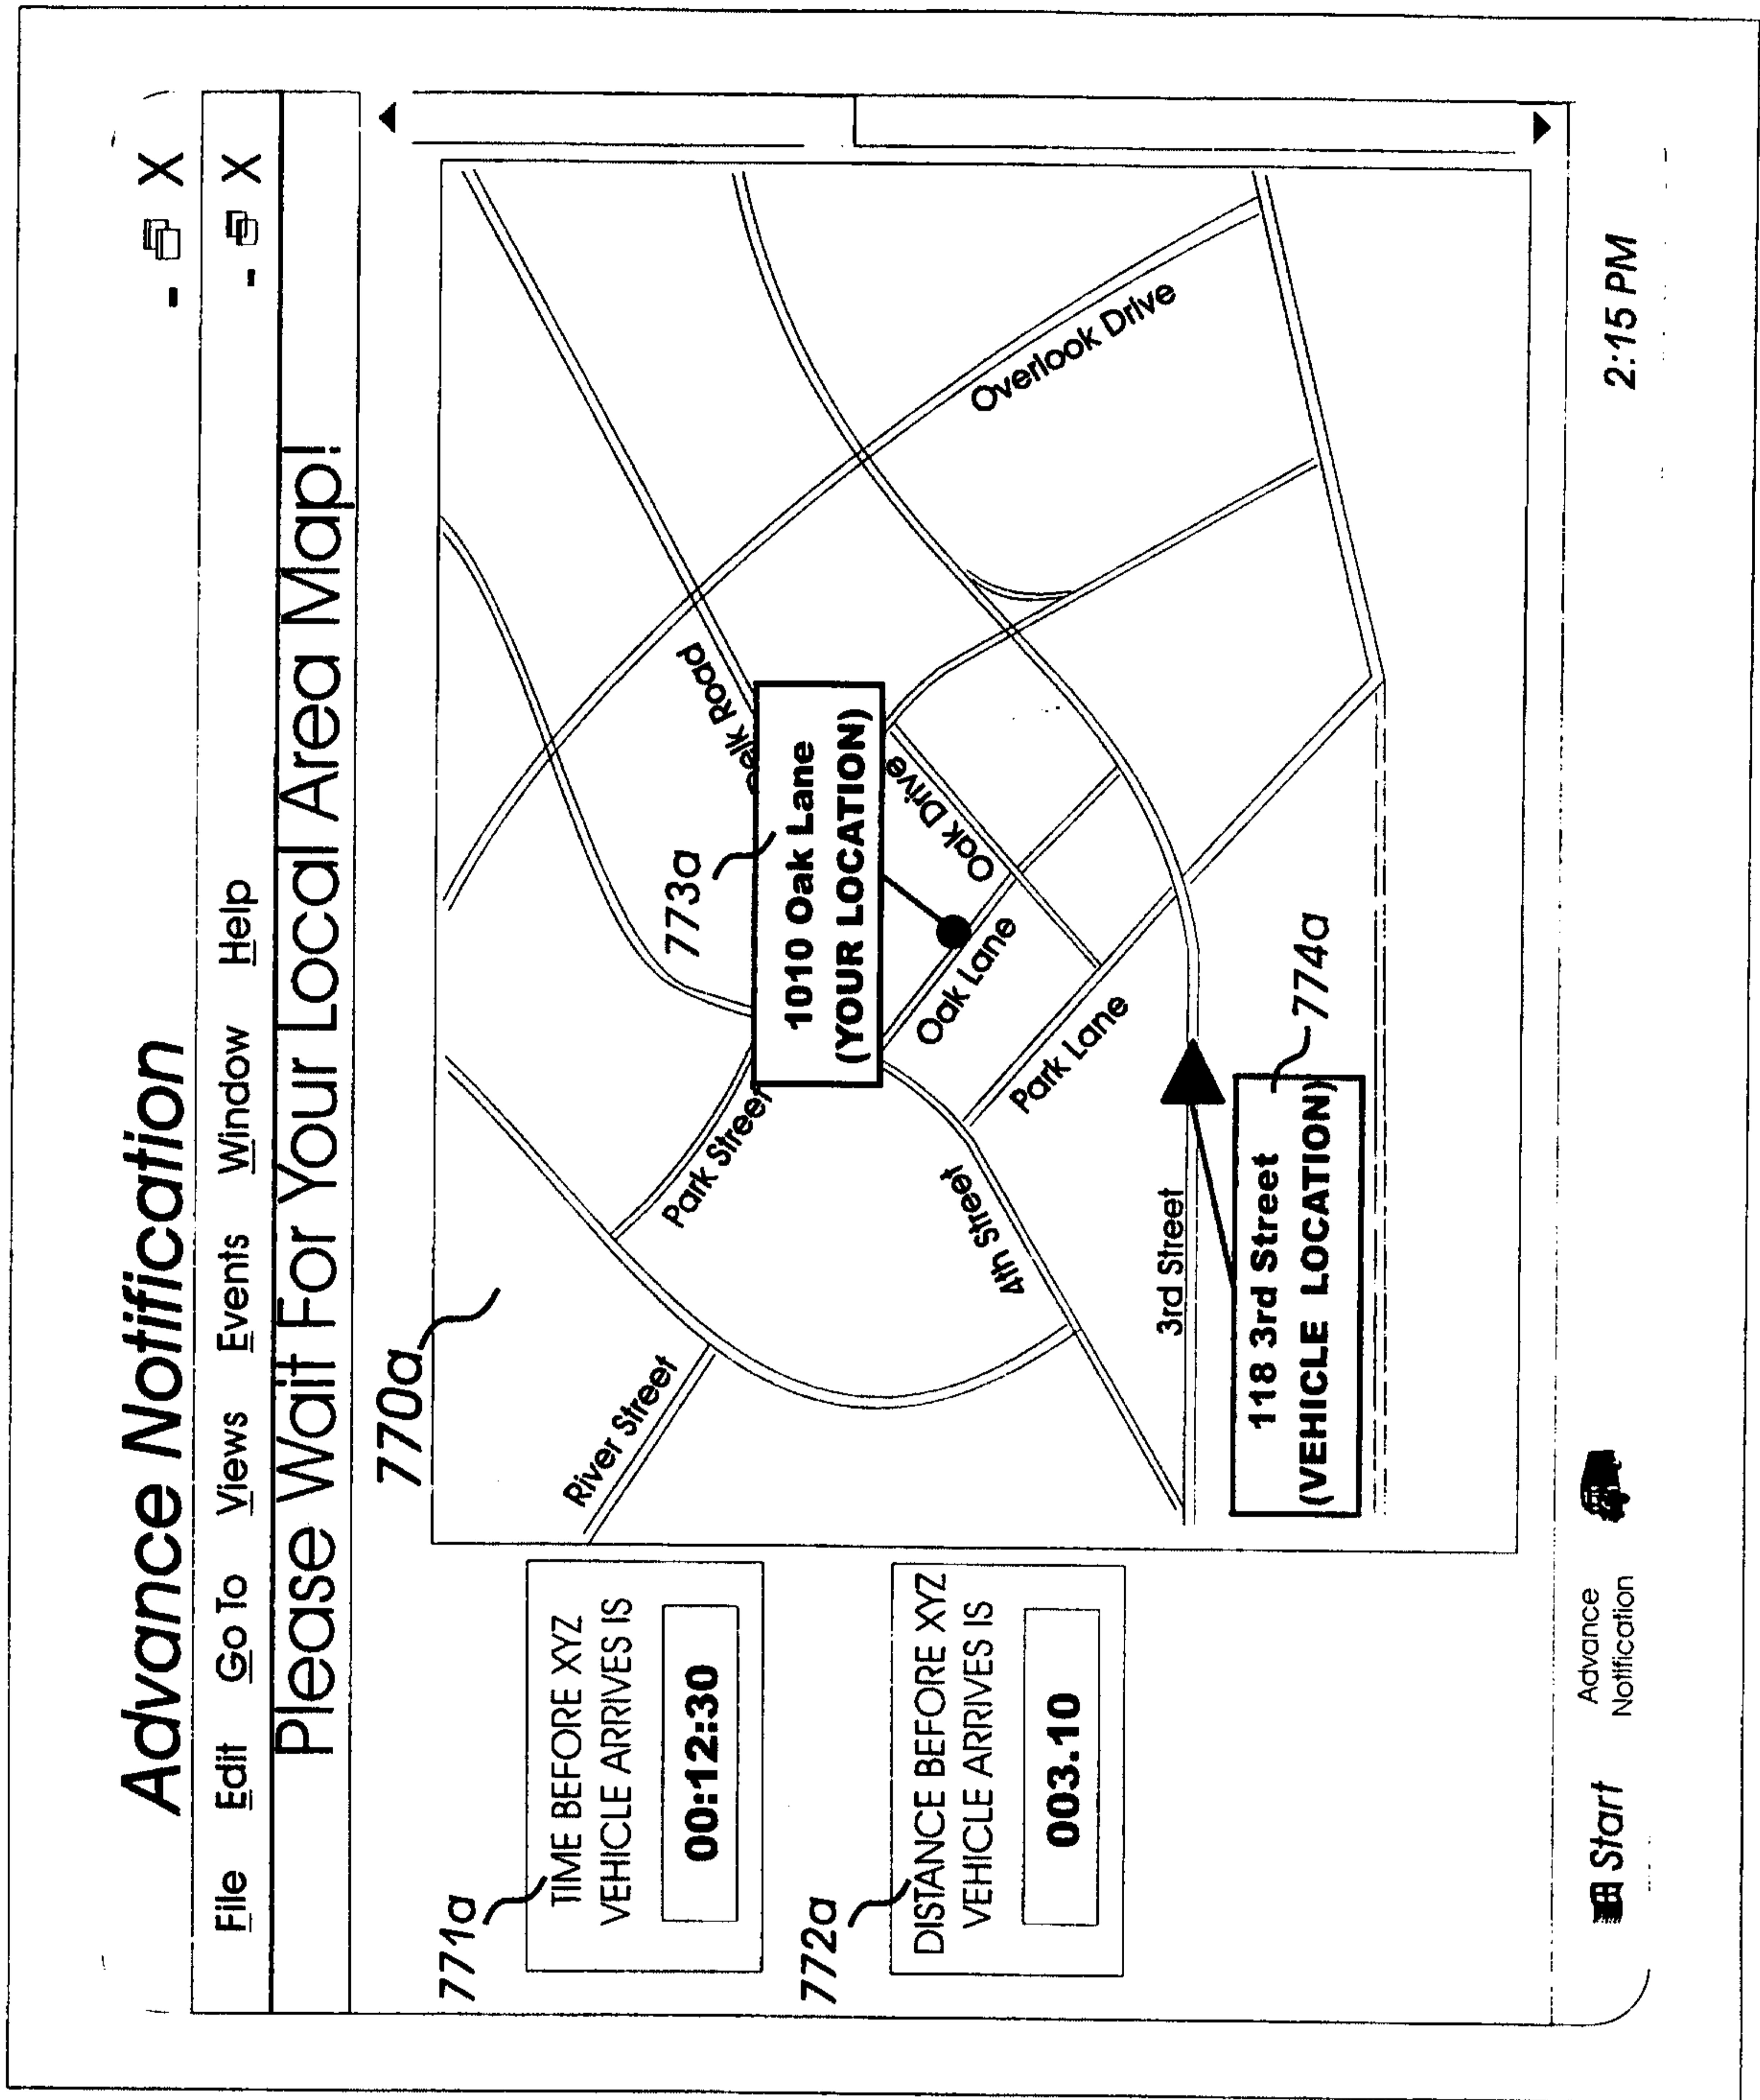 Advance Notification
- X
File Edit Go To Views Events Window Help
- X
Please Wait For Your Local Area Map!
770a
771a
TIME BEFORE XYZ
VEHICLE ARRIVES IS
00:12:30
772a
DISTANCE BEFORE XYZ
VEHICLE ARRIVES IS
003.10
River Street
Park Street
Road
773a
1010 Oak Lane
(YOUR LOCATION)
Oak Drive
Oak Lane
Overlook Drive
4th Street
Park Lane
3rd Street
774a
118 3rd Street
(VEHICLE LOCATION)
Start
Advance
Notification
2:15 PM